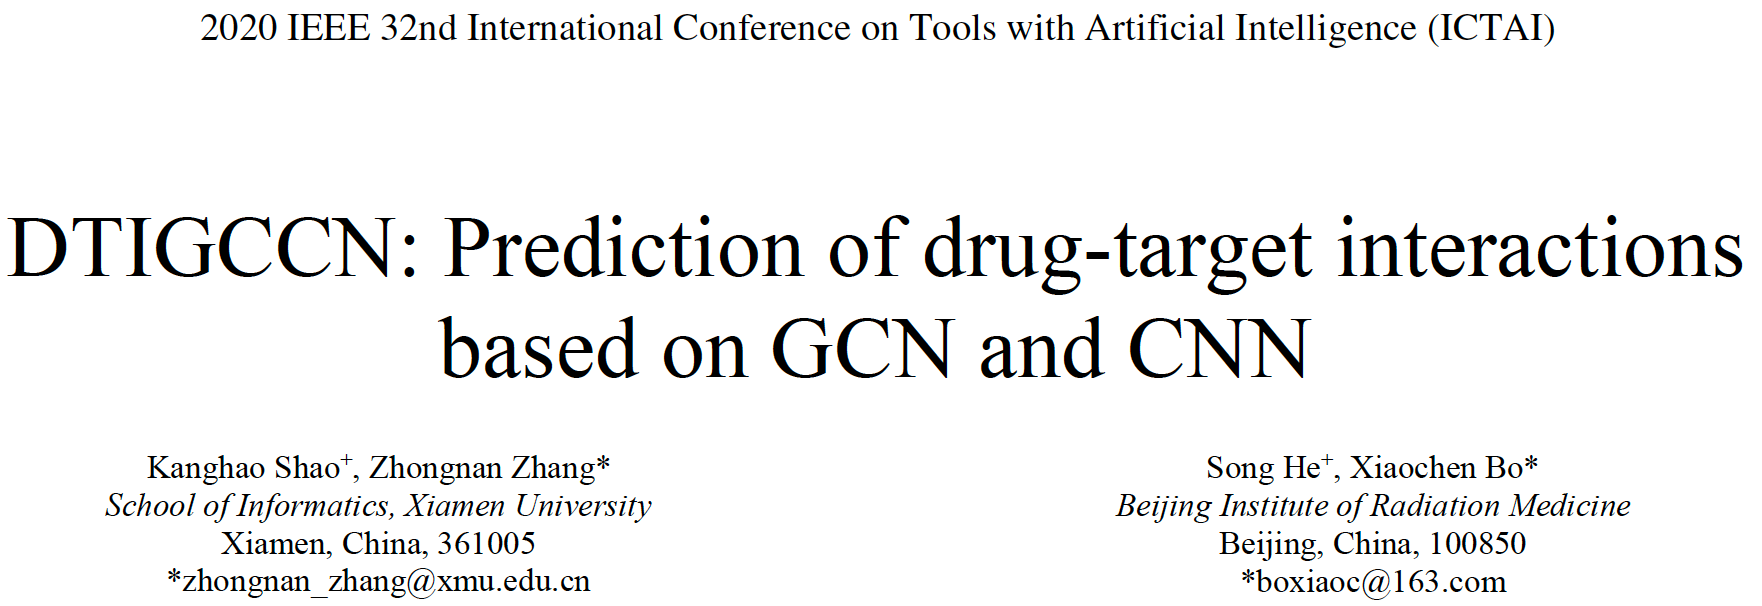 2020 IEEE 32nd International Conference on Tools with Artificial Intelligence (ICTAI)
DTIGCCN: Prediction of drug-target interactions
based on GCN and CNN
Kanghao Shao+, Zhongnan Zhang*
School of Informatics, Xiamen University
Xiamen, China, 361005
*zhongnan_zhang@xmu.edu.cn
Song He+, Xiaochen Bo*
Beijing Institute of Radiation Medicine
Beijing, China, 100850
*boxiaoc@163.com